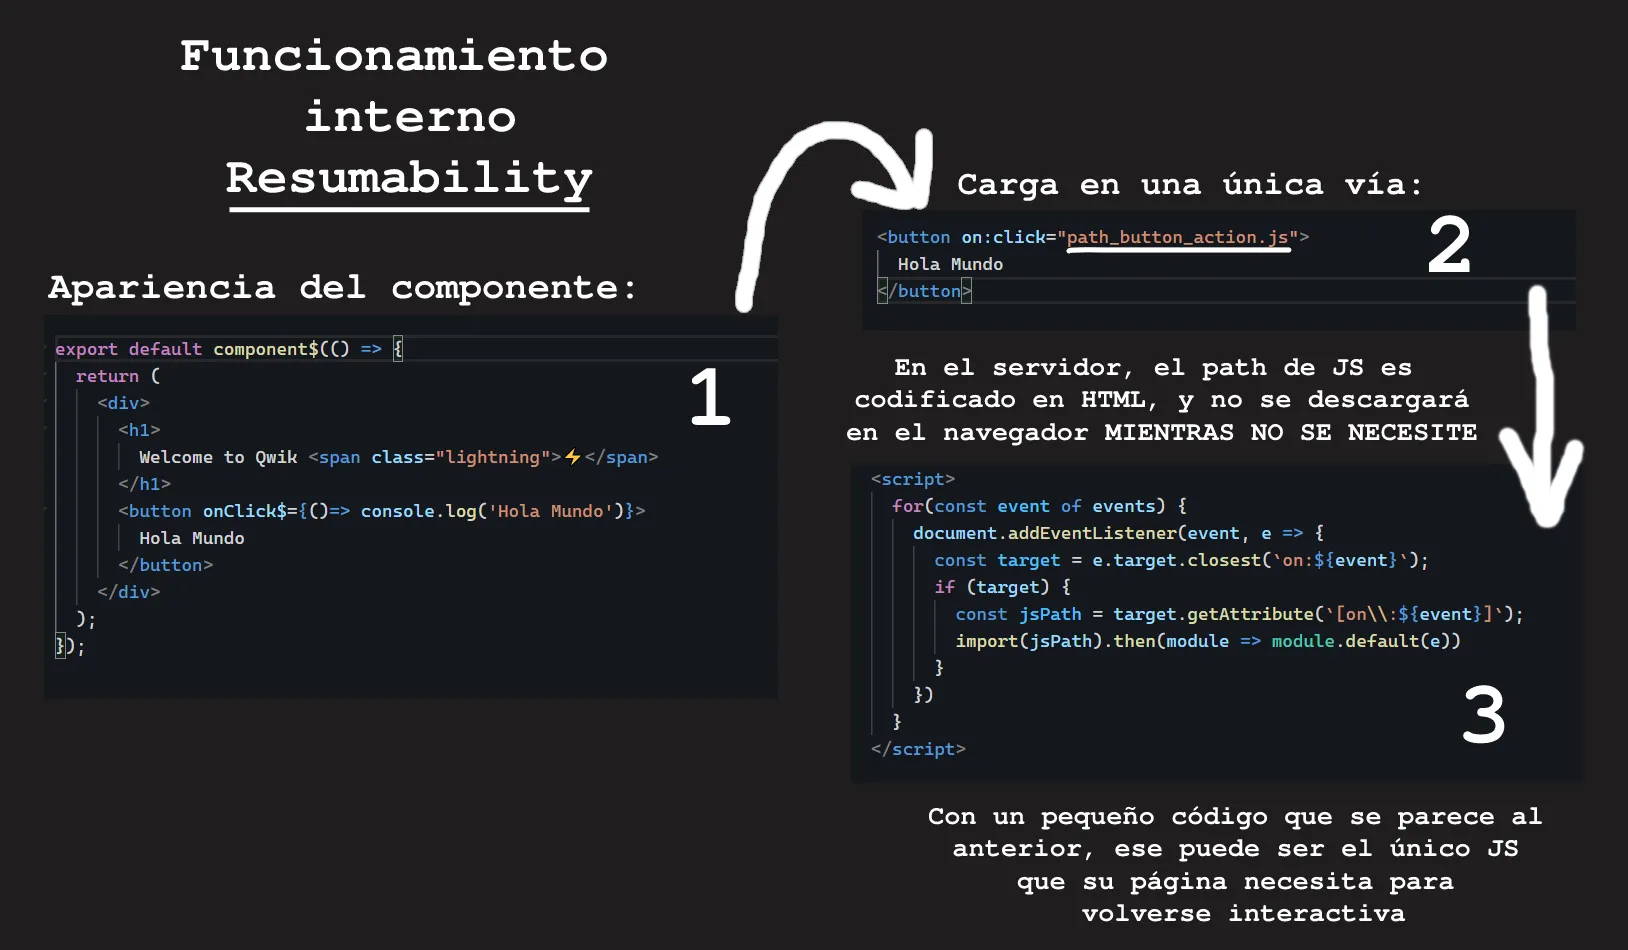 Funcionamiento
interno
Resumability
Apariencia del componente:
export default component$(() => {
return (
<div>
<h1>
Welcome to Qwik <span class="lightning">⚡</span>
</h1>
<button onClick$={()=> console.log('Hola Mundo')}>
Hola Mundo
</button>
</div>
);
});
1
Carga en una única vía:
<button on:click="path_button_action.js">
Hola Mundo
</button>
2
En el servidor, el path de JS es
codificado en HTML, y no se descargará
en el navegador MIENTRAS NO SE NECESITE
<script>
for(const event of events) {
document.addEventListener(event, e => {
const target = e.target.closest(`on:${event}`);
if (target) {
const jsPath = target.getAttribute(`[on\\:${event}]`);
import(jsPath).then(module => module.default(e))
}
})
}
</script>
3
Con un pequeño código que se parece al
anterior, ese puede ser el único JS
que su página necesita para
volverse interactiva